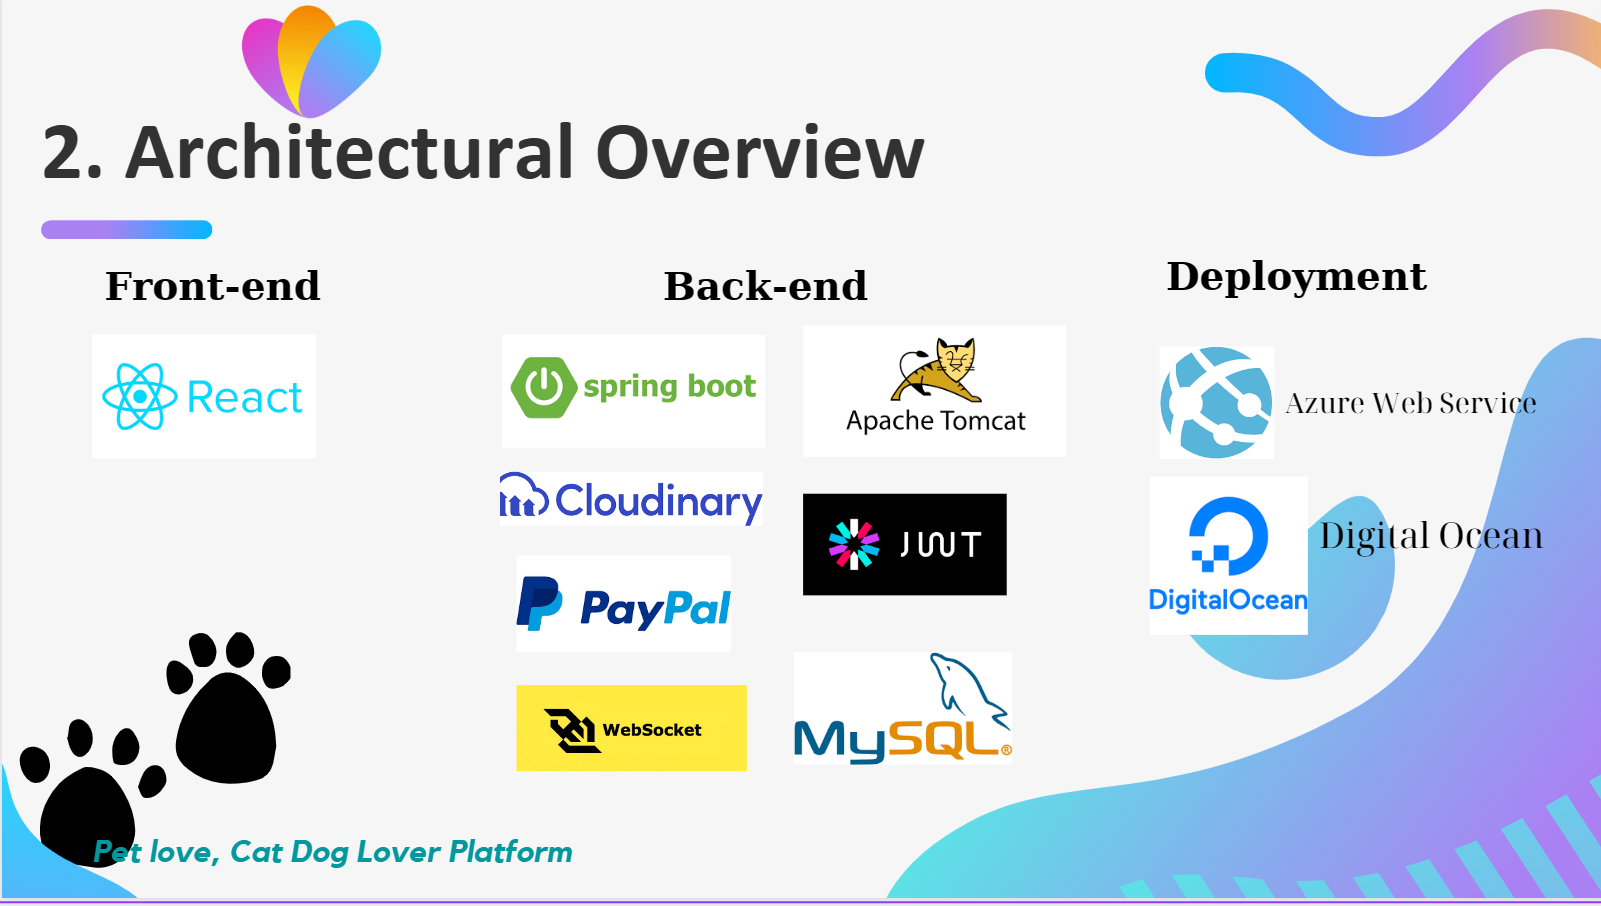 2. Architectural Overview
Front-end
Back-end
Deployment
React
spring boot
Apache Tomcat
Azure Web Service
Cloudinary
JWT
DigitalOcean
Digital Ocean
PayPal
WebSocket
MySQL®
Pet love, Cat Dog Lover Platform